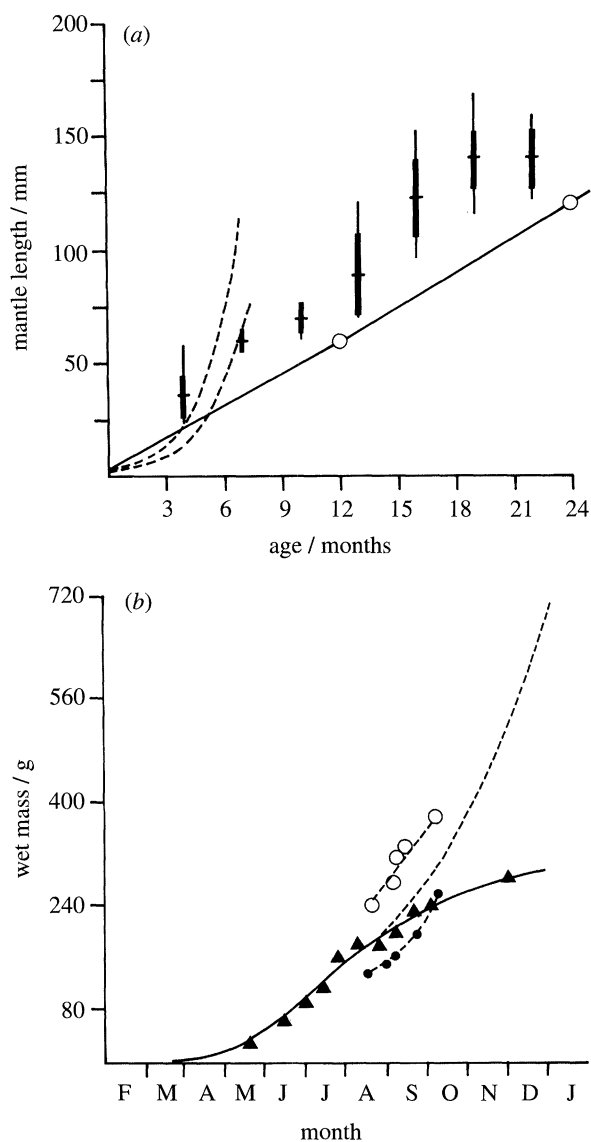 (a)
200
150
100
50
mantle length / mm
3 6 9 12 15 18 21 24
age / months
(b)
720
560
400
240
80
wet mass / g
F M A M J J A S O N D J
month